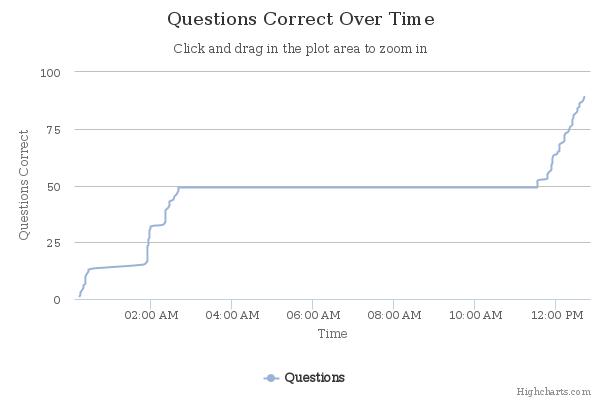 Questions Correct Over Time
Click and drag in the plot area to zoom in
Questions Correct
100
75
50
25
0
02:00 AM 04:00 AM 06:00 AM 08:00 AM 10:00 AM 12:00 PM
Time
Questions
Highcharts.com